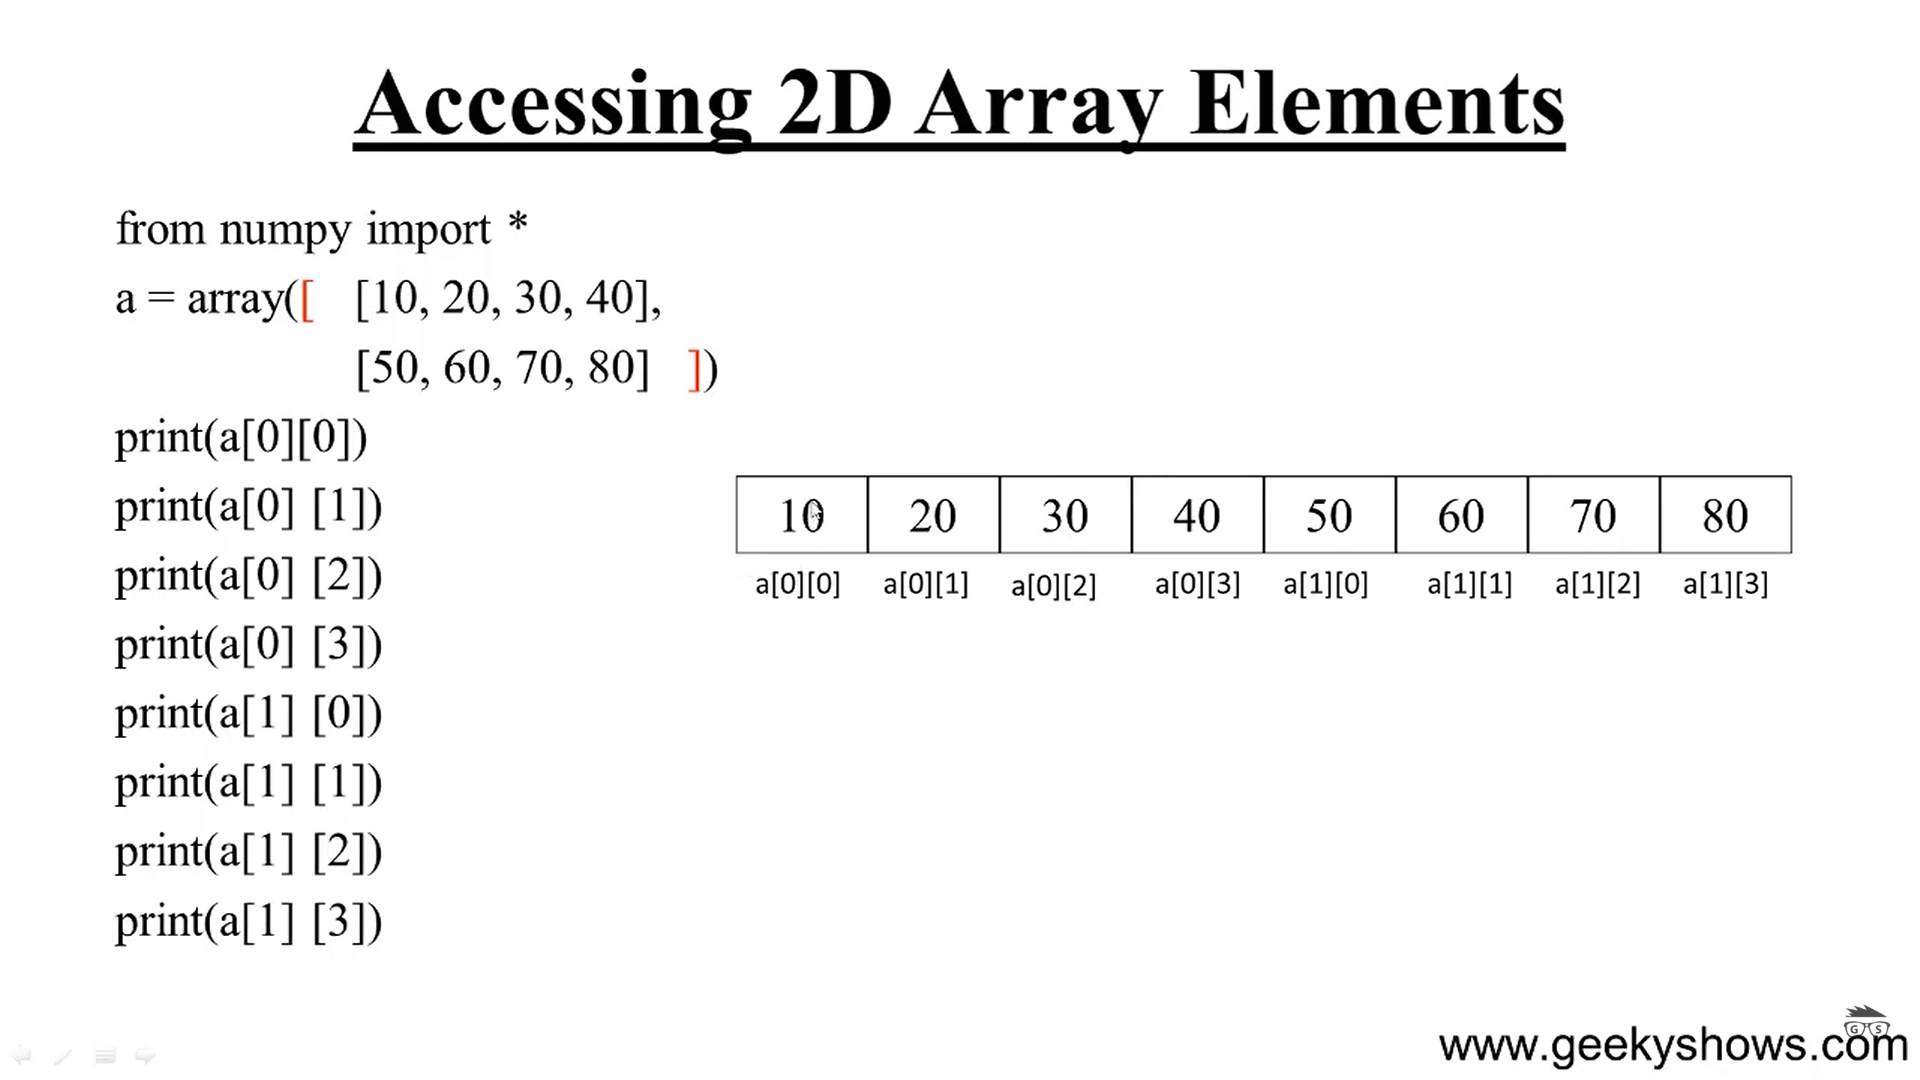 Accessing 2D Array Elements
from numpy import *
a = array([ [10, 20, 30, 40],
[50, 60, 70, 80] ])
print(a[0][0])
print(a[0] [1])
print(a[0] [2])
print(a[0] [3])
print(a[1] [0])
print(a[1] [1])
print(a[1] [2])
print(a[1] [3])
10 20 30 40 50 60 70 80
a[0][0] a[0][1] a[0][2] a[0][3] a[1][0] a[1][1] a[1][2] a[1][3]
G S
www.geekyshows.com